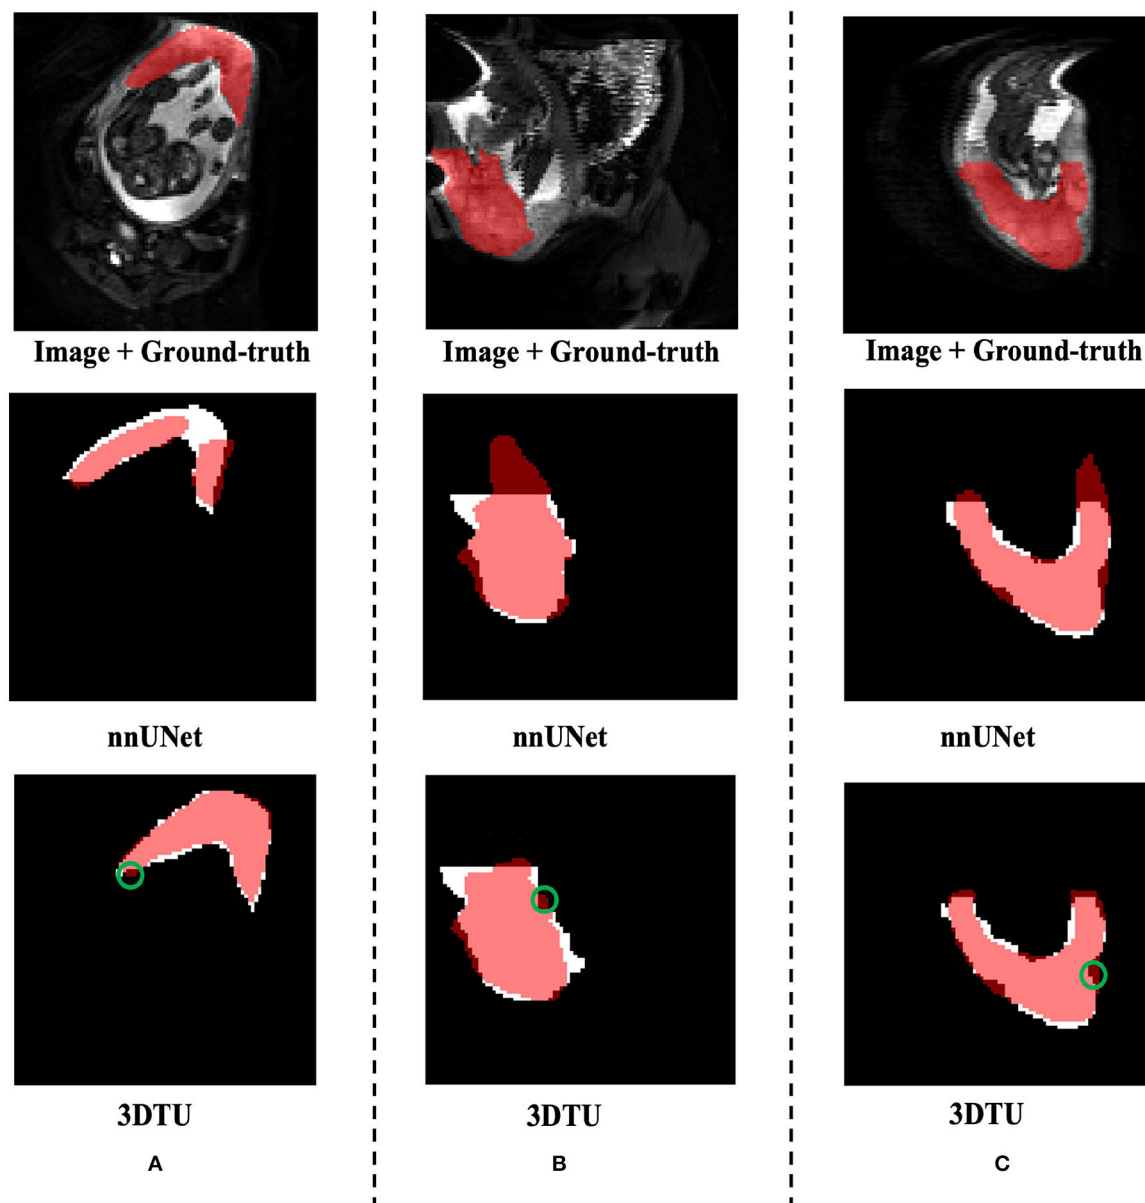 Image + Ground-truth
Image + Ground-truth
Image + Ground-truth
nnUNet
nnUNet
nnUNet
3DTU
3DTU
3DTU
A
B
C